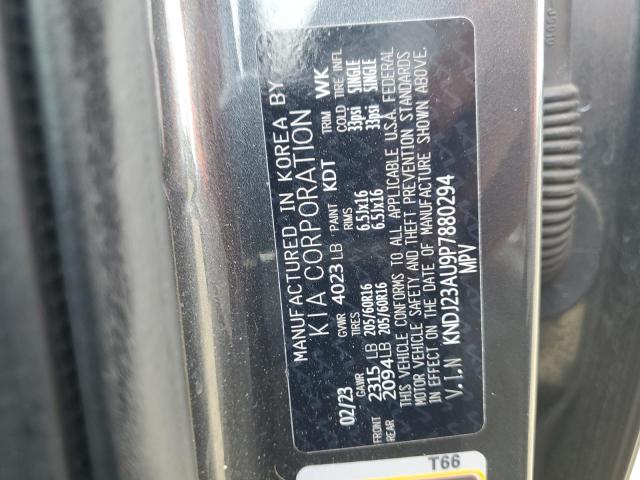 MANUFACTURED IN KOREA BY
KIA CORPORATION
02/23 GVWR 4023 LB PAINT KDT TRIM WK
GAWR TIRES RIMS COLD TIRE INFL
FRONT 2315 LB 205/60R16 6.5Jx16 33psi SINGLE
REAR 2094LB 205/60R16 6.5Jx16 33psi SINGLE
THIS VEHICLE CONFORMS TO ALL APPLICABLE U.S.A. FEDERAL
MOTOR VEHICLE SAFETY AND THEFT PREVENTION STANDARDS
IN EFFECT ON THE DATE OF MANUFACTURE SHOWN ABOVE.
V.I.N KNDJ23AU9P7880294
MPV
T66